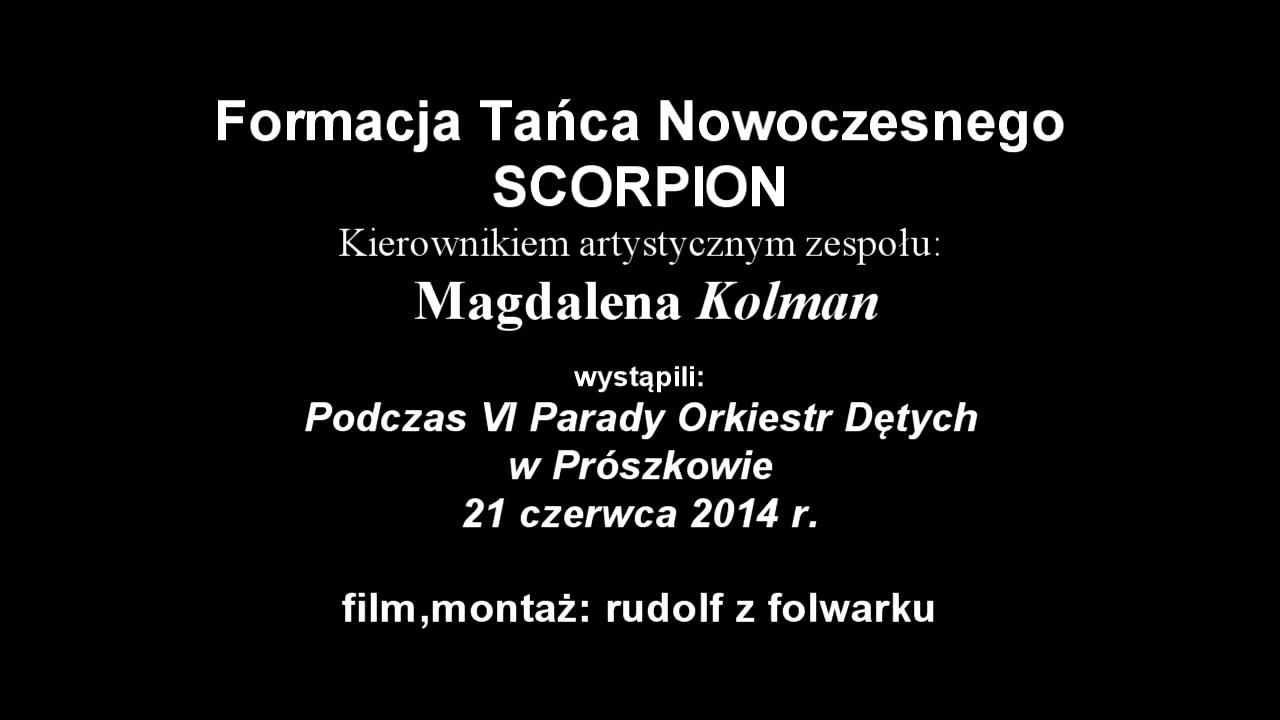 Formacja Tańca Nowoczesnego
SCORPION
Kierownikiem artystycznym zespołu:
Magdalena Kolman
wystąpili:
Podczas VI Parady Orkiestr Dętych
w Prószkowie
21 czerwca 2014 r.
film,montaż: rudolf z folwarku